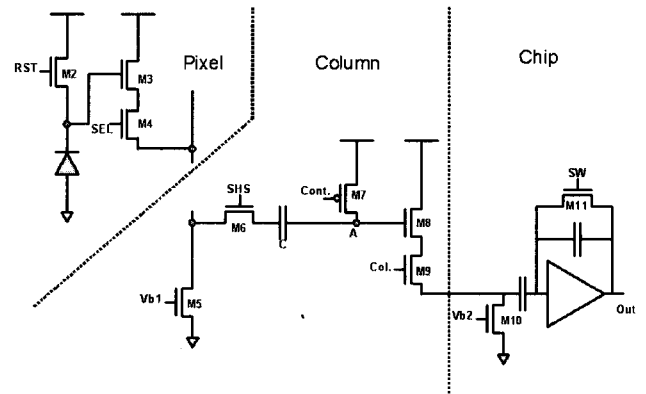 Pixel
Column
Chip
RST
M2
M3
SEL
M4
SHS
M6
C
Cont.
M7
A
M8
Col.
M9
Vb1
M5
Vb2
M10
SW
M11
Out